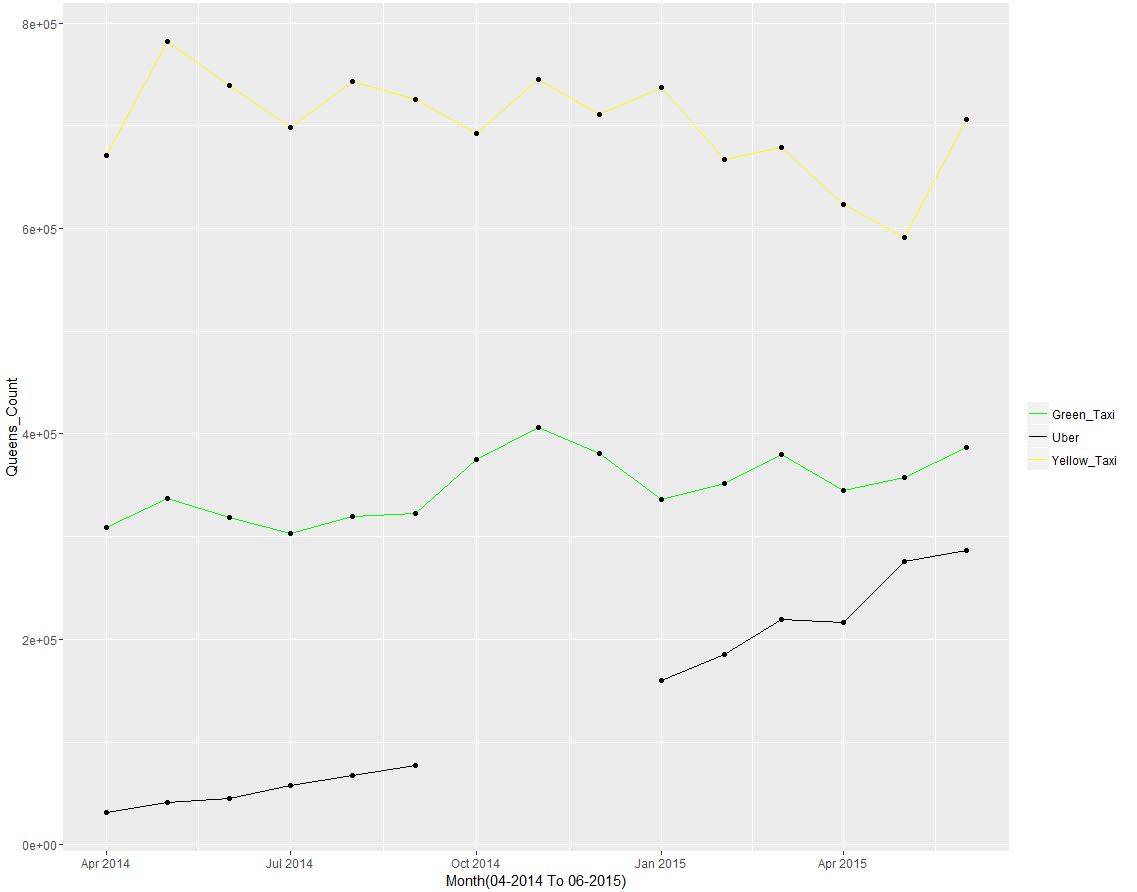 8e+05
6e+05
4e+05
2e+05
0e+00
Queens_Count
Apr 2014
Jul 2014
Oct 2014
Jan 2015
Apr 2015
Month(04-2014 To 06-2015)
Green_Taxi
Uber
Yellow_Taxi